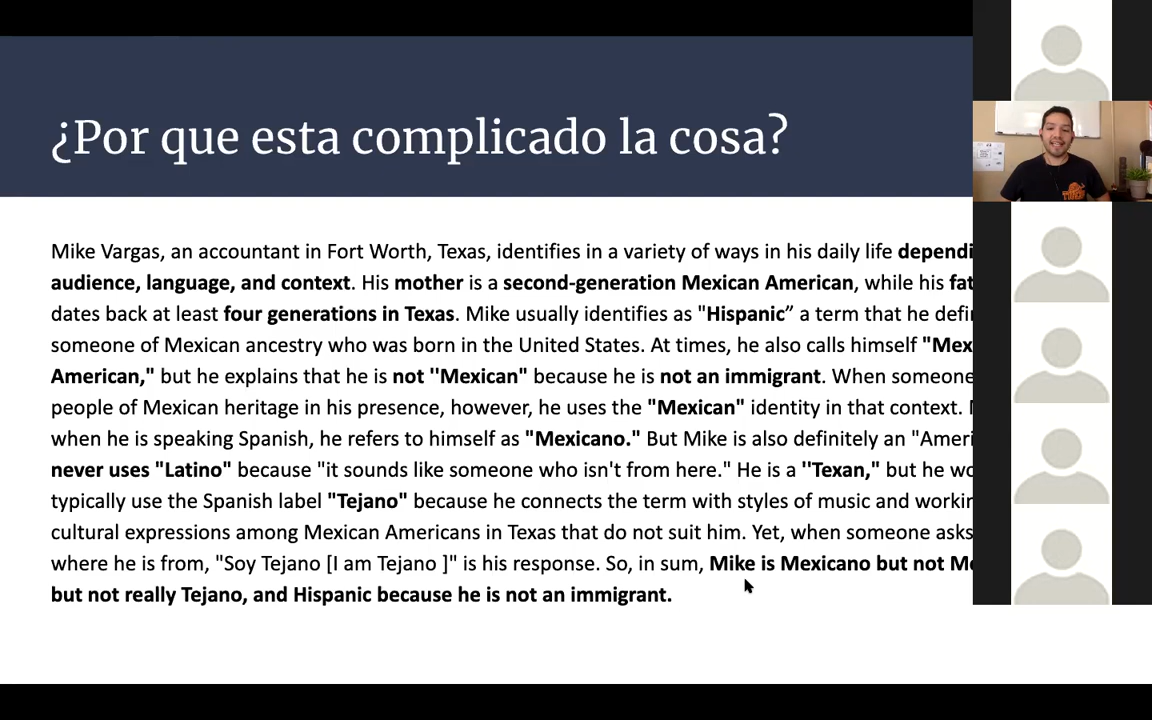 ¿Por que esta complicado la cosa?
Mike Vargas, an accountant in Fort Worth, Texas, identifies in a variety of ways in his daily life
audience, language, and context. His mother is a second-generation Mexican American, while his
dates back at least four generations in Texas. Mike usually identifies as "Hispanic” a term that he
someone of Mexican ancestry who was born in the United States. At times, he also calls himself
American," but he explains that he is not ''Mexican" because he is not an immigrant. When someone
people of Mexican heritage in his presence, however, he uses the "Mexican" identity in that context.
when he is speaking Spanish, he refers to himself as "Mexicano." But Mike is also definitely an
never uses "Latino" because "it sounds like someone who isn't from here." He is a ''Texan," but he
typically use the Spanish label "Tejano" because he connects the term with styles of music and
cultural expressions among Mexican Americans in Texas that do not suit him. Yet, when someone asks
where he is from, "Soy Tejano [I am Tejano ]" is his response. So, in sum, Mike is Mexicano but not
but not really Tejano, and Hispanic because he is not an immigrant.